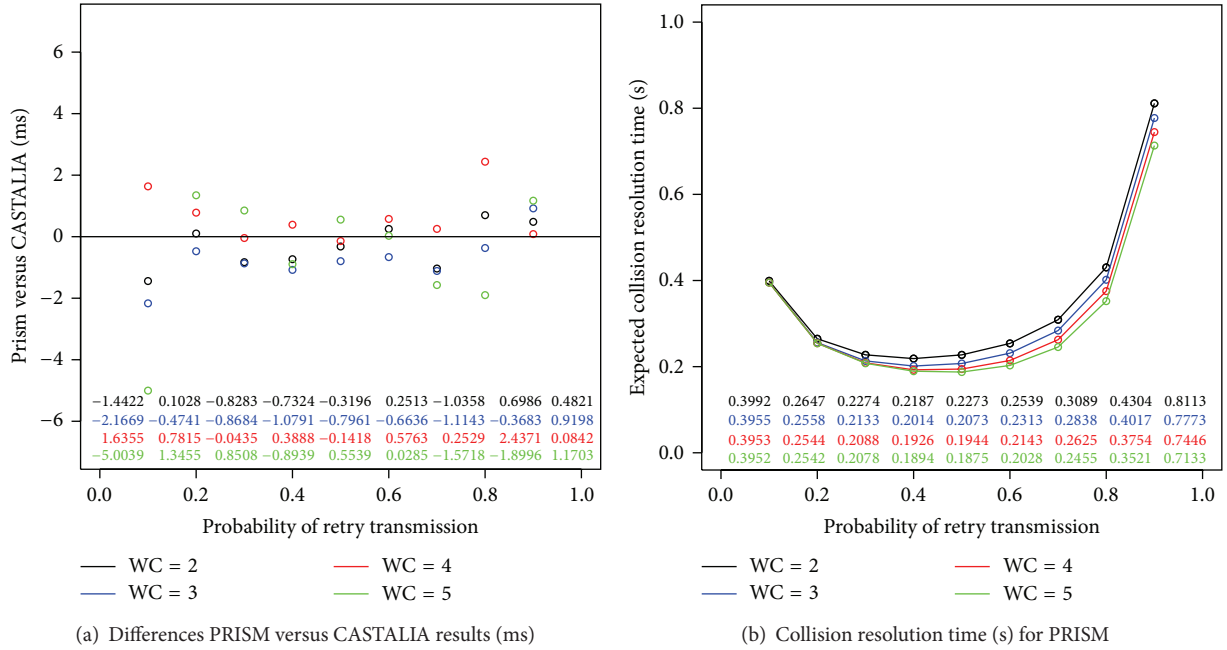 6
4
2
0
−2
−4
−6
Prism versus CASTALIA (ms)
−1.4422 0.1028 −0.8283 −0.7324 −0.3196 0.2513 −1.0358 0.6986 0.4821
−2.1669 −0.4741 −0.8684 −1.0791 −0.7961 −0.6636 −1.1143 −0.3683 0.9198
1.6355 0.7815 −0.0435 0.3888 −0.1418 0.5763 0.2529 2.4371 0.0842
−5.0039 1.3455 0.8508 −0.8939 0.5539 0.0285 −1.5718 −1.8996 1.1703
0.0 0.2 0.4 0.6 0.8 1.0
Probability of retry transmission
WC = 2 WC = 4
WC = 3 WC = 5
(a) Differences PRISM versus CASTALIA results (ms)
1.0
0.8
0.6
0.4
0.2
0.0
Expected collision resolution time (s)
0.3992 0.2647 0.2274 0.2187 0.2273 0.2539 0.3089 0.4304 0.8113
0.3955 0.2558 0.2133 0.2014 0.2073 0.2313 0.2838 0.4017 0.7773
0.3953 0.2544 0.2088 0.1926 0.1944 0.2143 0.2625 0.3754 0.7446
0.3952 0.2542 0.2078 0.1894 0.1875 0.2028 0.2455 0.3521 0.7133
0.0 0.2 0.4 0.6 0.8 1.0
Probability of retry transmission
WC = 2 WC = 4
WC = 3 WC = 5
(b) Collision resolution time (s) for PRISM